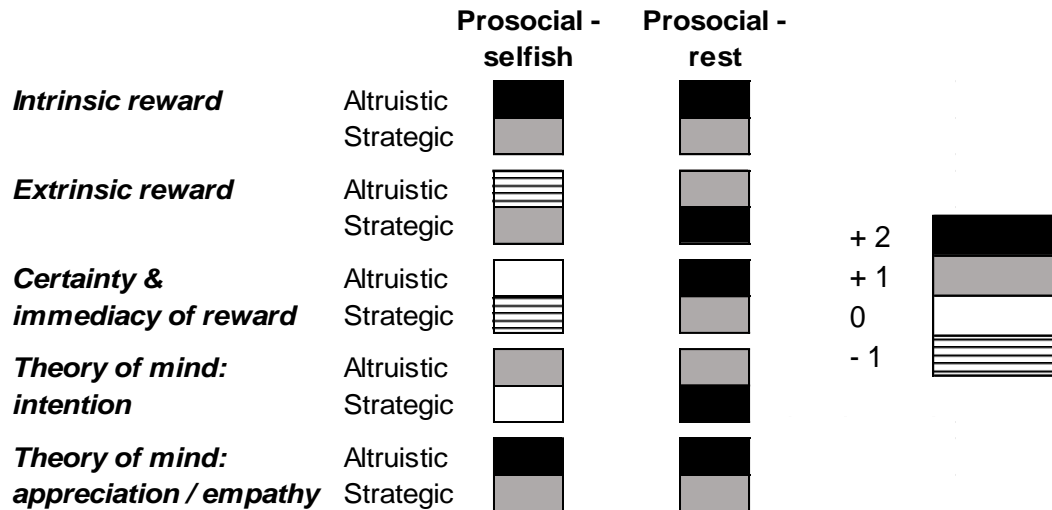 Prosocial - Prosocial -
selfish rest
Intrinsic reward Altruistic
Strategic
Extrinsic reward Altruistic
Strategic
+ 2
Certainty & Altruistic + 1
immediacy of reward Strategic 0
Theory of mind: Altruistic - 1
intention Strategic
Theory of mind: Altruistic
appreciation / empathy Strategic